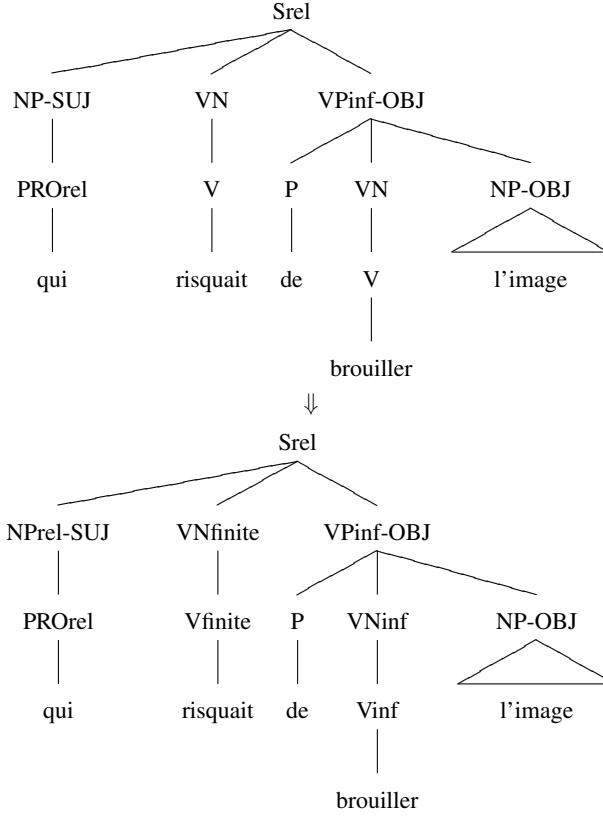 Srel
NP-SUJ VN VPinf-OBJ
PROrel V P VN NP-OBJ
qui risquait de V l'image
brouiller
⇓
Srel
NPrel-SUJ VNfinite VPinf-OBJ
PROrel Vfinite P VNinf NP-OBJ
qui risquait de Vinf l'image
brouiller